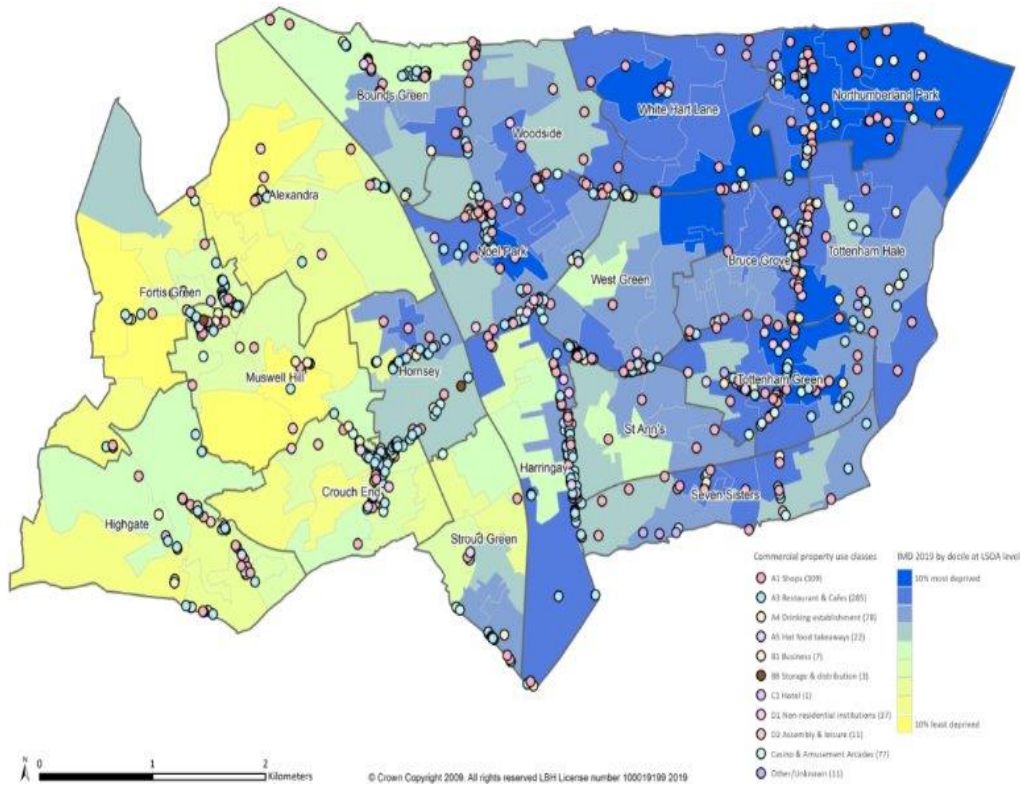 Bounds Green
White Hart Lane
Northumberland Park
Woodside
Alexandra
Noel Park
Bruce Grove
Tottenham Hale
West Green
Fortis Green
Muswell Hill
Hornsey
Tottenham Green
St Ann's
Harringay
Crouch End
Seven Sisters
Highgate
Stroud Green
Commercial property use classes
A1 Shops (309)
A3 Restaurant & Cafes (285)
A4 Drinking establishment (78)
A5 Hot food takeaways (22)
B1 Business (7)
B8 Storage & distribution (3)
C1 Hostel (1)
D1 Non residential institutions (37)
D2 Assembly & leisure (11)
Casino & Amusement Arcades (77)
Other/Unknown (11)
IMD 2019 by decile at LSOA level
10% most deprived
10% least deprived
N
0 1 2
Kilometers
© Crown Copyright 2009. All rights reserved LBH License number 100019199 2019